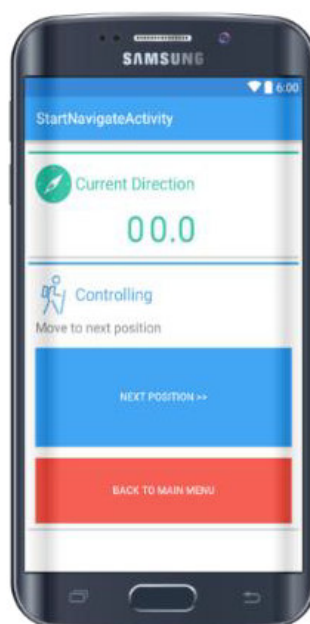 SAMSUNG
6:00
StartNavigateActivity
Current Direction
00.0
Controlling
Move to next position
NEXT POSITION >>
BACK TO MAIN MENU